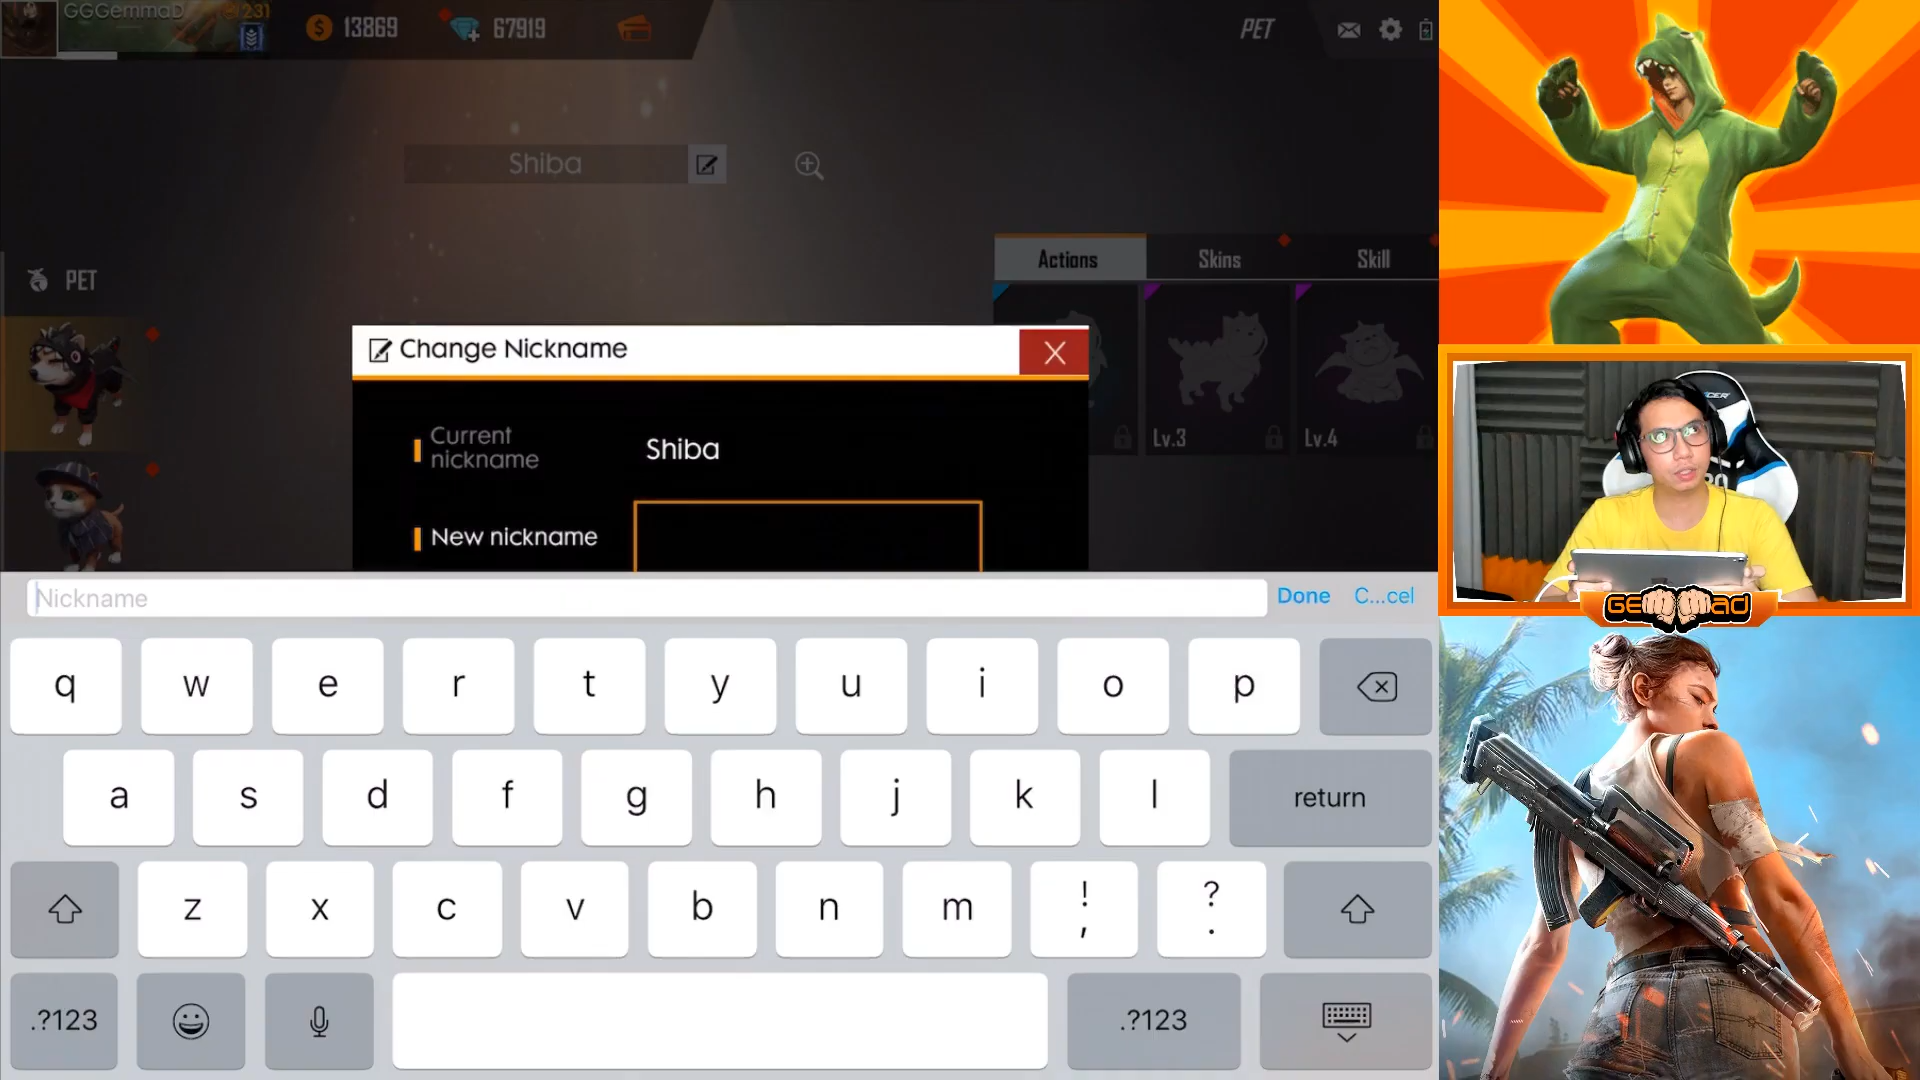 GGGemmaD 231
13869
67919
PET
Shiba
PET
Actions
Skins
Skill
Lv.3
Lv.4
Change Nickname
Current
nickname
Shiba
New nickname
Nickname
Done
C...cel
q w e r t y u i o p
a s d f g h j k l
return
z x c v b n m ! , ? .
.?123
.?123
GEMMAD